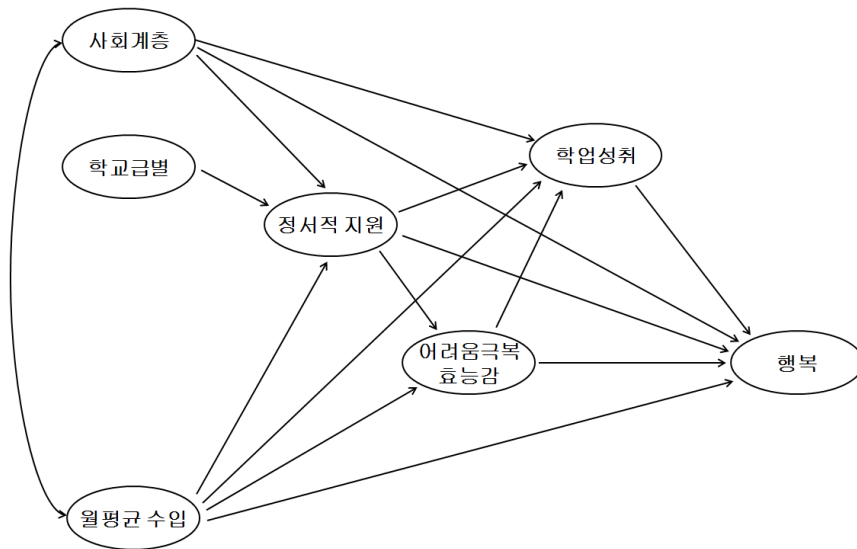 사회계층
학교급별
학업성취
정서적 지원
어려움극복
효능감
행복
월평균 수입